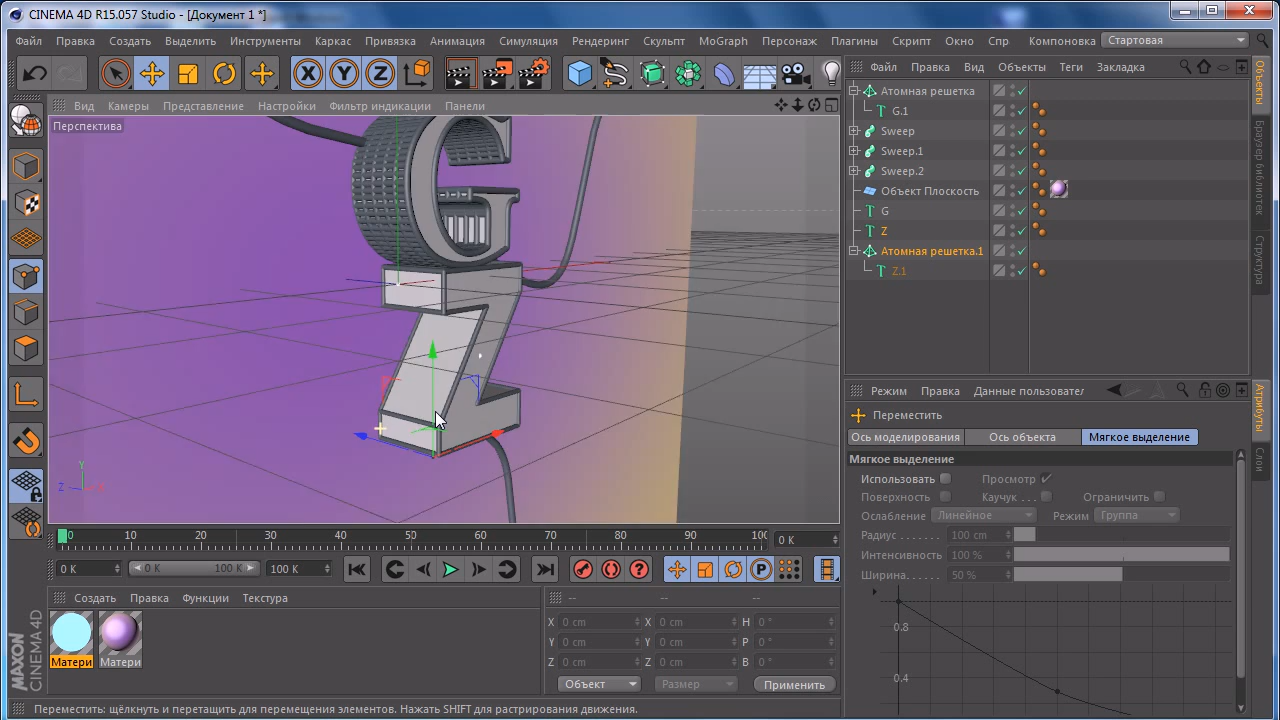 CINEMA 4D R15.057 Studio - [Документ 1 *]
Файл Правка Создать Выделить Инструменты Каркас Привязка Анимация Симуляция Рендеринг Скульпт MoGraph Персонаж Плагины Скрипт Окно Спр Компоновка Стартовая
X Y Z
Файл Правка Вид Объекты Теги Закладка
Вид Камеры Представление Настройки Фильтр индикации Панели
Перспектива
Атомная решетка
G.1
Sweep
Sweep.1
Sweep.2
Объект Плоскость
G
Z
Атомная решетка.1
Z.1
Объекты
Браузер библиотек
Структура
G
Z
Y
Z X
Режим Правка Данные пользовател
Переместить
Ось моделирования Ось объекта Мягкое выделение
Мягкое выделение
Использовать Просмотр
Поверхность Каучук . . . Ограничить
Ослабление Линейное Режим Группа
Радиус . . . . . . . 100 cm
Интенсивность 100 %
Ширина. . . . . . 50 %
0.8
0.4
Атрибуты
Слои
0 10 20 30 40 50 60 70 80 90 100 0 K
0 K 0 K 100 K 100 K
P
Создать Правка Функции Текстура
Матери Матери
-- -- --
X 0 cm X 0 cm H 0 °
Y 0 cm Y 0 cm P 0 °
Z 0 cm Z 0 cm B 0 °
Объект Размер Применить
MAXON
CINEMA 4D
Переместить: щёлкнуть и перетащить для перемещения элементов. Нажать SHIFT для растрирования движения.